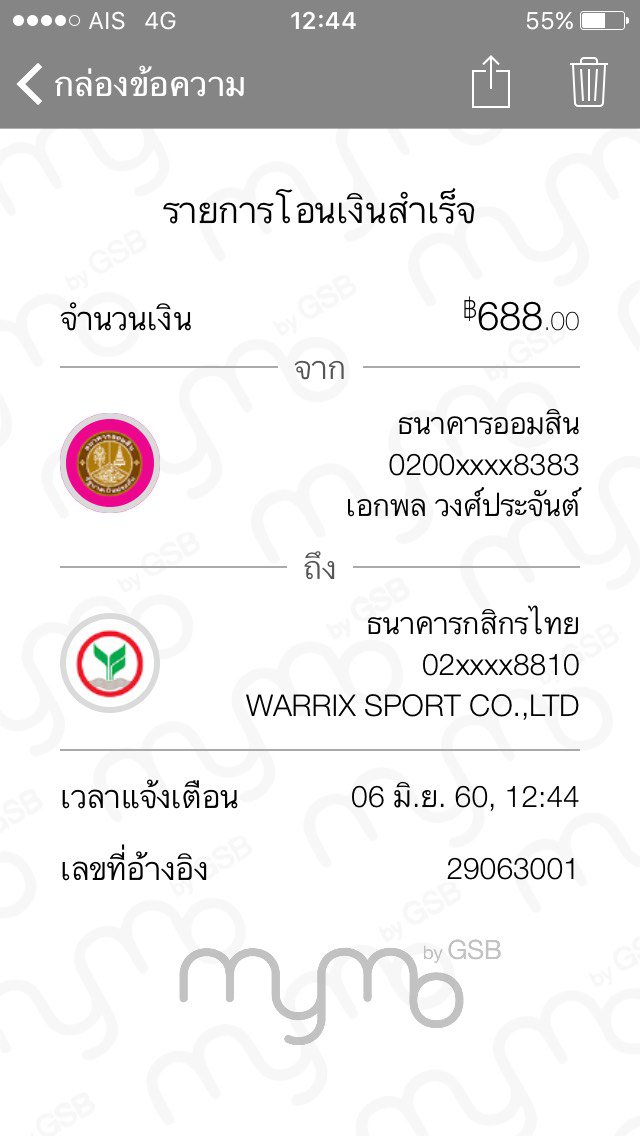 AIS 4G 12:44 55%
กล่องข้อความ
รายการโอนเงินสำเร็จ
จำนวนเงิน ฿688.00
จาก
ธนาคารออมสิน
0200xxxx8383
เอกพล วงศ์ประจันต์
ถึง
ธนาคารกสิกรไทย
02xxxx8810
WARRIX SPORT CO.,LTD
เวลาแจ้งเตือน 06 มิ.ย. 60, 12:44
เลขที่อ้างอิง 29063001
mymo by GSB